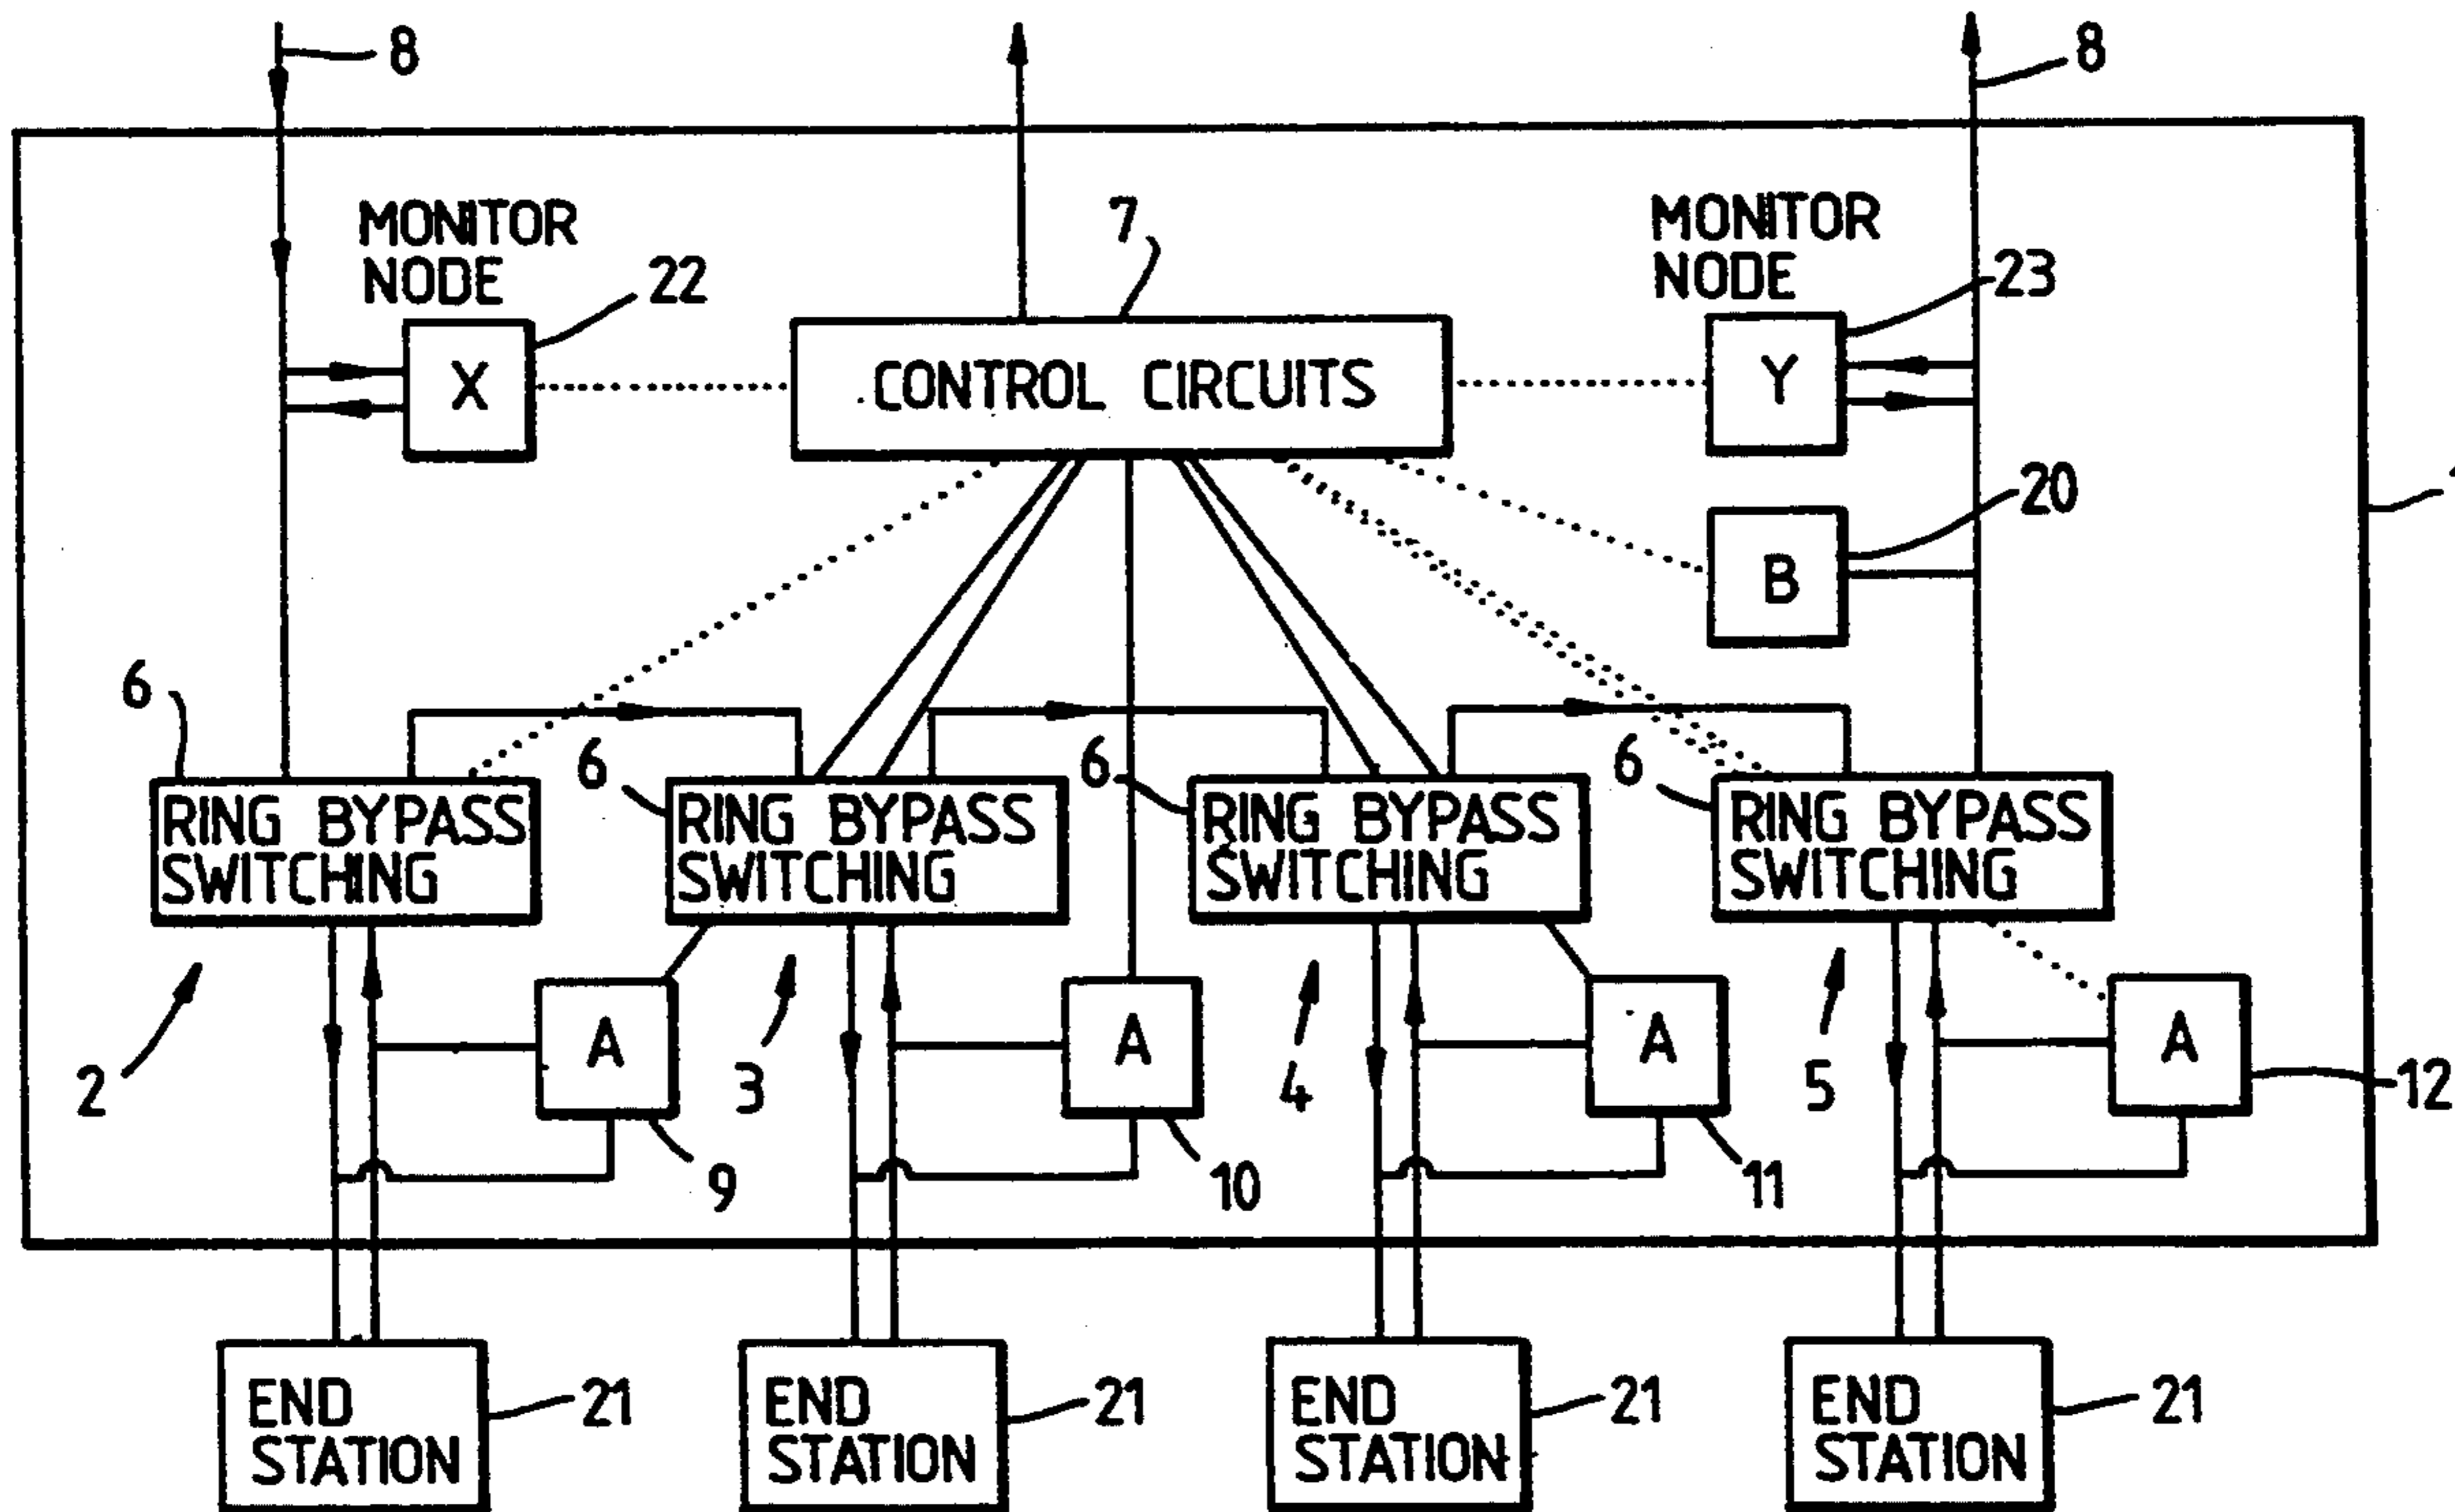 8
8
7
MONITOR
NODE
22
MONITOR
NODE
23
X
CONTROL CIRCUITS
Y
20
B
6
6
6
6
RING BYPASS
SWITCHING
RING BYPASS
SWITCHING
RING BYPASS
SWITCHING
RING BYPASS
SWITCHING
A
A
A
A
2
3
4
5
12
9
10
11
END
STATION
21
END
STATION
21
END
STATION
21
END
STATION
21